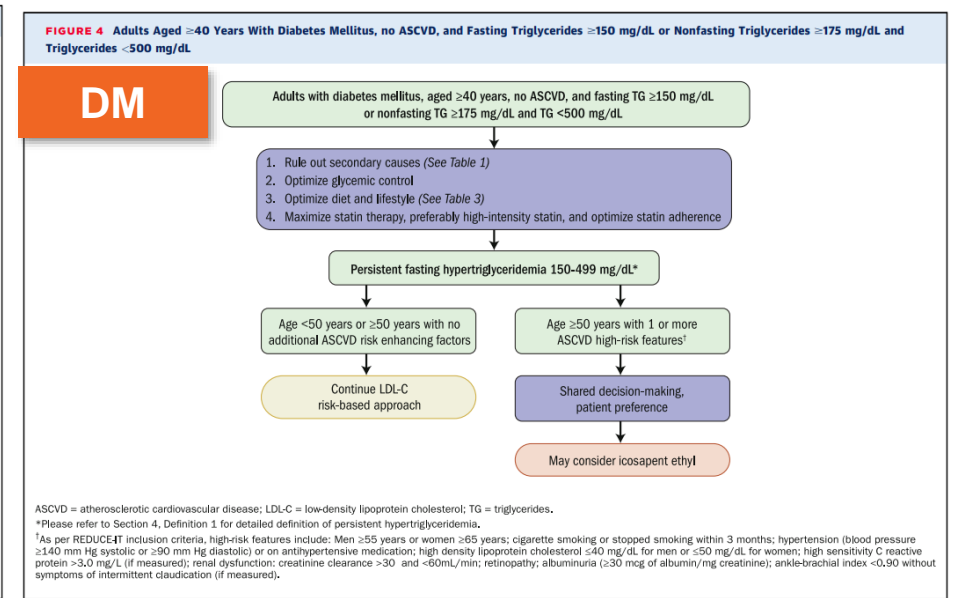 FIGURE 4 Adults Aged ≥40 Years With Diabetes Mellitus, no ASCVD, and Fasting Triglycerides ≥150 mg/dL or Nonfasting Triglycerides ≥175 mg/dL and
Triglycerides <500 mg/dL
DM
Adults with diabetes mellitus, aged ≥40 years, no ASCVD, and fasting TG ≥150 mg/dL
or nonfasting TG ≥175 mg/dL and TG <500 mg/dL
1. Rule out secondary causes (See Table 1)
2. Optimize glycemic control
3. Optimize diet and lifestyle (See Table 3)
4. Maximize statin therapy, preferably high-intensity statin, and optimize statin adherence
Persistent fasting hypertriglyceridemia 150-499 mg/dL*
Age <50 years or ≥50 years with no
additional ASCVD risk enhancing factors
Continue LDL-C
risk-based approach
Age ≥50 years with 1 or more
ASCVD high-risk features†
Shared decision-making,
patient preference
May consider icosapent ethyl
ASCVD = atherosclerotic cardiovascular disease; LDL-C = low-density lipoprotein cholesterol; TG = triglycerides.
*Please refer to Section 4, Definition 1 for detailed definition of persistent hypertriglyceridemia.
†As per REDUCE-IT inclusion criteria, high-risk features include: Men ≥55 years or women ≥65 years; cigarette smoking or stopped smoking within 3 months; hypertension (blood pressure
≥140 mm Hg systolic or ≥90 mm Hg diastolic) or on antihypertensive medication; high density lipoprotein cholesterol ≤40 mg/dL for men or ≤50 mg/dL for women; high sensitivity C reactive
protein >3.0 mg/L (if measured); renal dysfunction: creatinine clearance >30 and <60mL/min; retinopathy; albuminuria (≥30 mcg of albumin/mg creatinine); ankle-brachial index <0.90 without
symptoms of intermittent claudication (if measured).